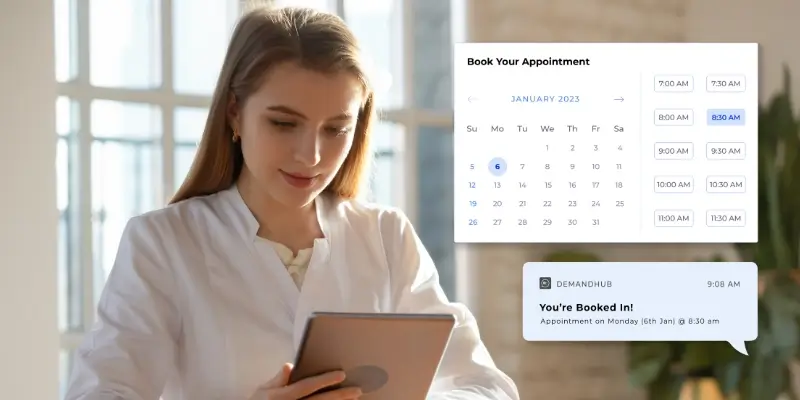 Book Your Appointment
← JANUARY 2023 →
Su Mo Tu We Th Fr Sa
1 2 3 4
5 6 7 8 9 10 11
12 13 14 15 16 17 18
19 20 21 22 23 24 25
26 27 28 29 30 31
7:00 AM 7:30 AM
8:00 AM 8:30 AM
9:00 AM 9:30 AM
10:00 AM 10:30 AM
11:00 AM 11:30 AM
DEMANDHUB 9:08 AM
You're Booked In!
Appointment on Monday (6th Jan) @ 8:30 am